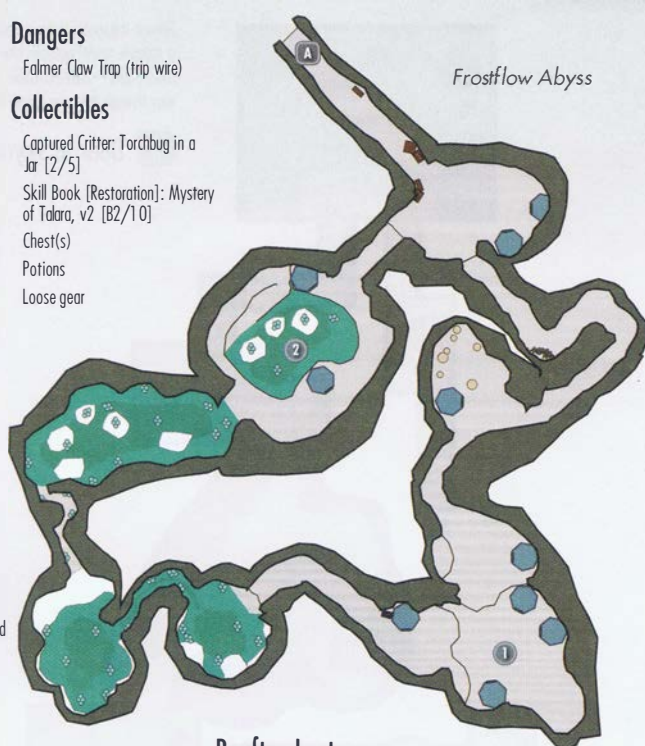 Dangers
Falmer Claw Trap (trip wire)
Collectibles
Captured Critter: Torchbug in a
Jar [2/5]
Skill Book [Restoration]: Mystery
of Talara, v2 [B2/10]
Chest(s)
Potions
Loose gear
A
Frostflow Abyss
2
1